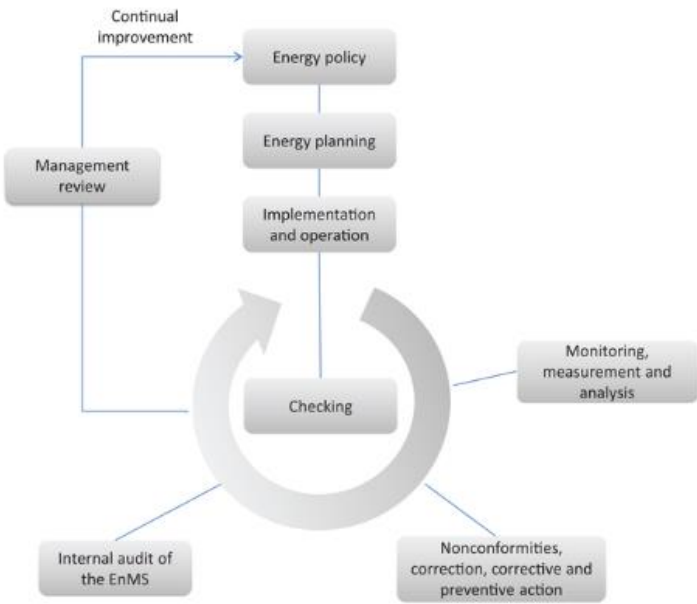 Continual
improvement
Energy policy
Energy planning
Management
review
Implementation
and operation
Monitoring,
measurement and
analysis
Checking
Internal audit of
the EnMS
Nonconformities,
correction, corrective and
preventive action